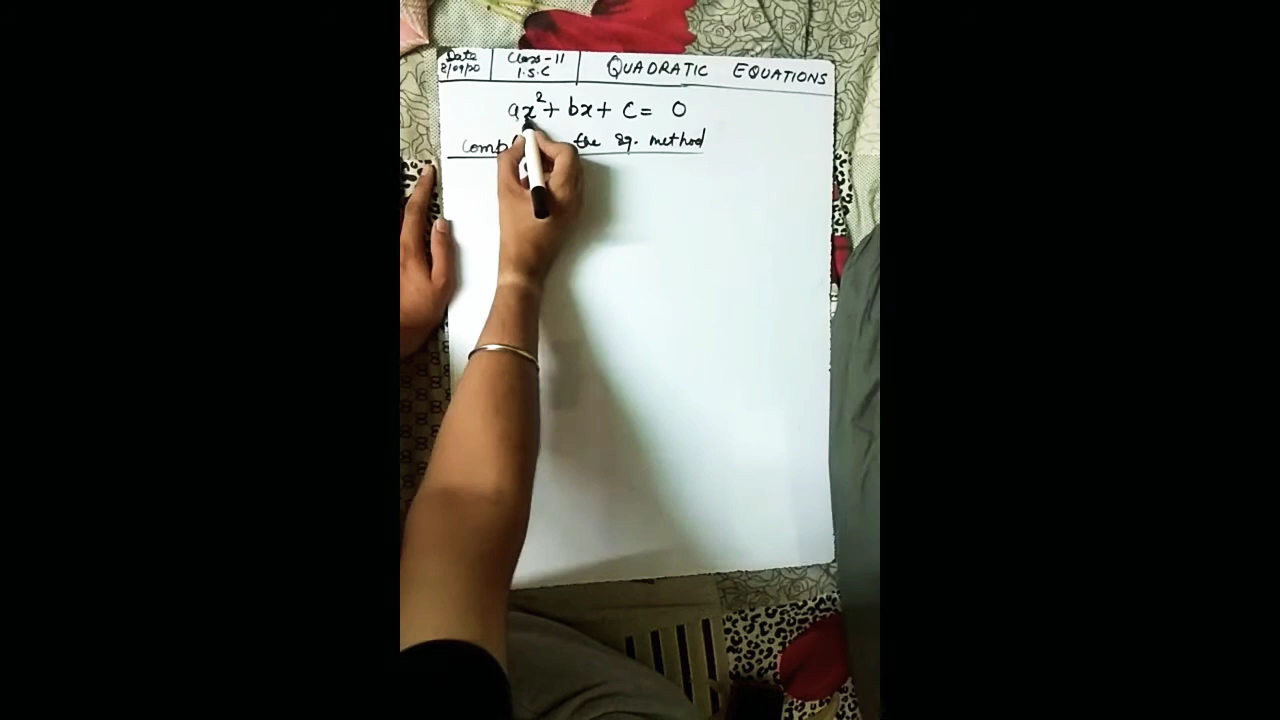 Date
8/09/20
Class-11
I.S.C
QUADRATIC EQUATIONS
ax²+ bx + c = 0
the sq. method